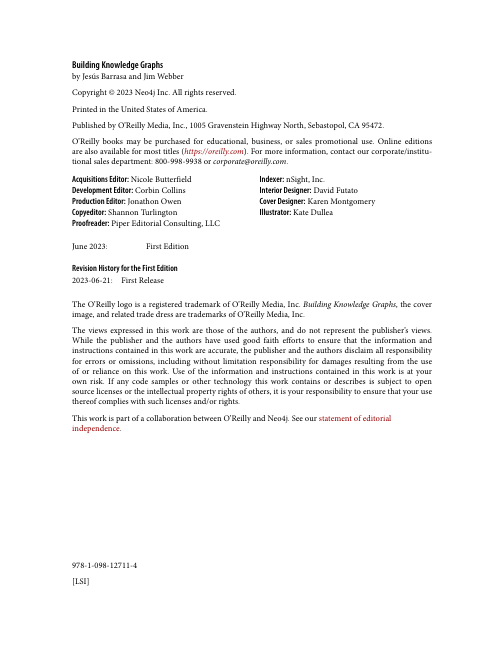 Building Knowledge Graphs
by Jesús Barrasa and Jim Webber
Copyright © 2023 Neo4j Inc. All rights reserved.
Printed in the United States of America.
Published by O'Reilly Media, Inc., 1005 Gravenstein Highway North, Sebastopol, CA 95472.
O'Reilly books may be purchased for educational, business, or sales promotional use. Online editions
are also available for most titles (https://oreilly.com). For more information, contact our corporate/institu-
tional sales department: 800-998-9938 or corporate@oreilly.com.
Acquisitions Editor: Nicole Butterfield
Development Editor: Corbin Collins
Production Editor: Jonathon Owen
Copyeditor: Shannon Turlington
Proofreader: Piper Editorial Consulting, LLC
Indexer: nSight, Inc.
Interior Designer: David Futato
Cover Designer: Karen Montgomery
Illustrator: Kate Dullea
June 2023: First Edition
Revision History for the First Edition
2023-06-21: First Release
The O'Reilly logo is a registered trademark of O'Reilly Media, Inc. Building Knowledge Graphs, the cover
image, and related trade dress are trademarks of O'Reilly Media, Inc.
The views expressed in this work are those of the authors, and do not represent the publisher's views.
While the publisher and the authors have used good faith efforts to ensure that the information and
instructions contained in this work are accurate, the publisher and the authors disclaim all responsibility
for errors or omissions, including without limitation responsibility for damages resulting from the use
of or reliance on this work. Use of the information and instructions contained in this work is at your
own risk. If any code samples or other technology this work contains or describes is subject to open
source licenses or the intellectual property rights of others, it is your responsibility to ensure that your use
thereof complies with such licenses and/or rights.
This work is part of a collaboration between O'Reilly and Neo4j. See our statement of editorial
independence.
978-1-098-12711-4
[LSI]